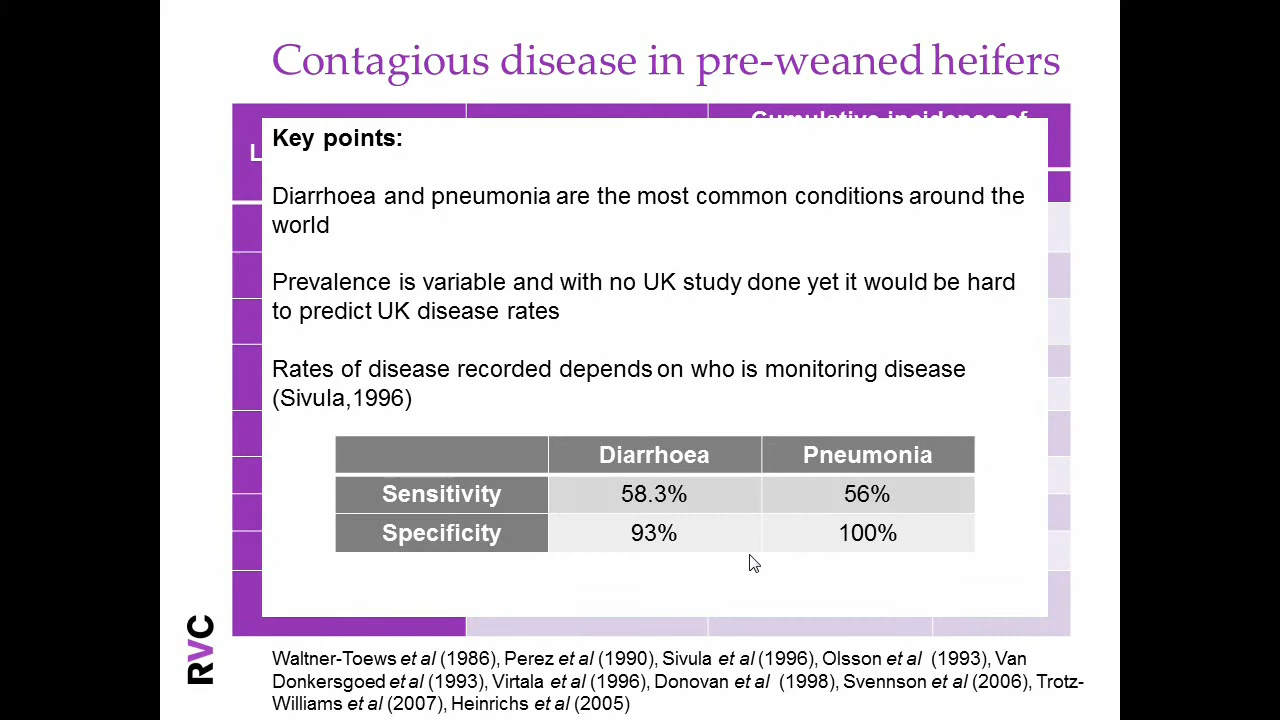 Contagious disease in pre-weaned heifers
Key points:
Diarrhoea and pneumonia are the most common conditions around the
world
Prevalence is variable and with no UK study done yet it would be hard
to predict UK disease rates
Rates of disease recorded depends on who is monitoring disease
(Sivula,1996)
Diarrhoea Pneumonia
Sensitivity 58.3% 56%
Specificity 93% 100%
RVC
Waltner-Toews et al (1986), Perez et al (1990), Sivula et al (1996), Olsson et al (1993), Van
Donkersgoed et al (1993), Virtala et al (1996), Donovan et al (1998), Svennson et al (2006), Trotz-
Williams et al (2007), Heinrichs et al (2005)